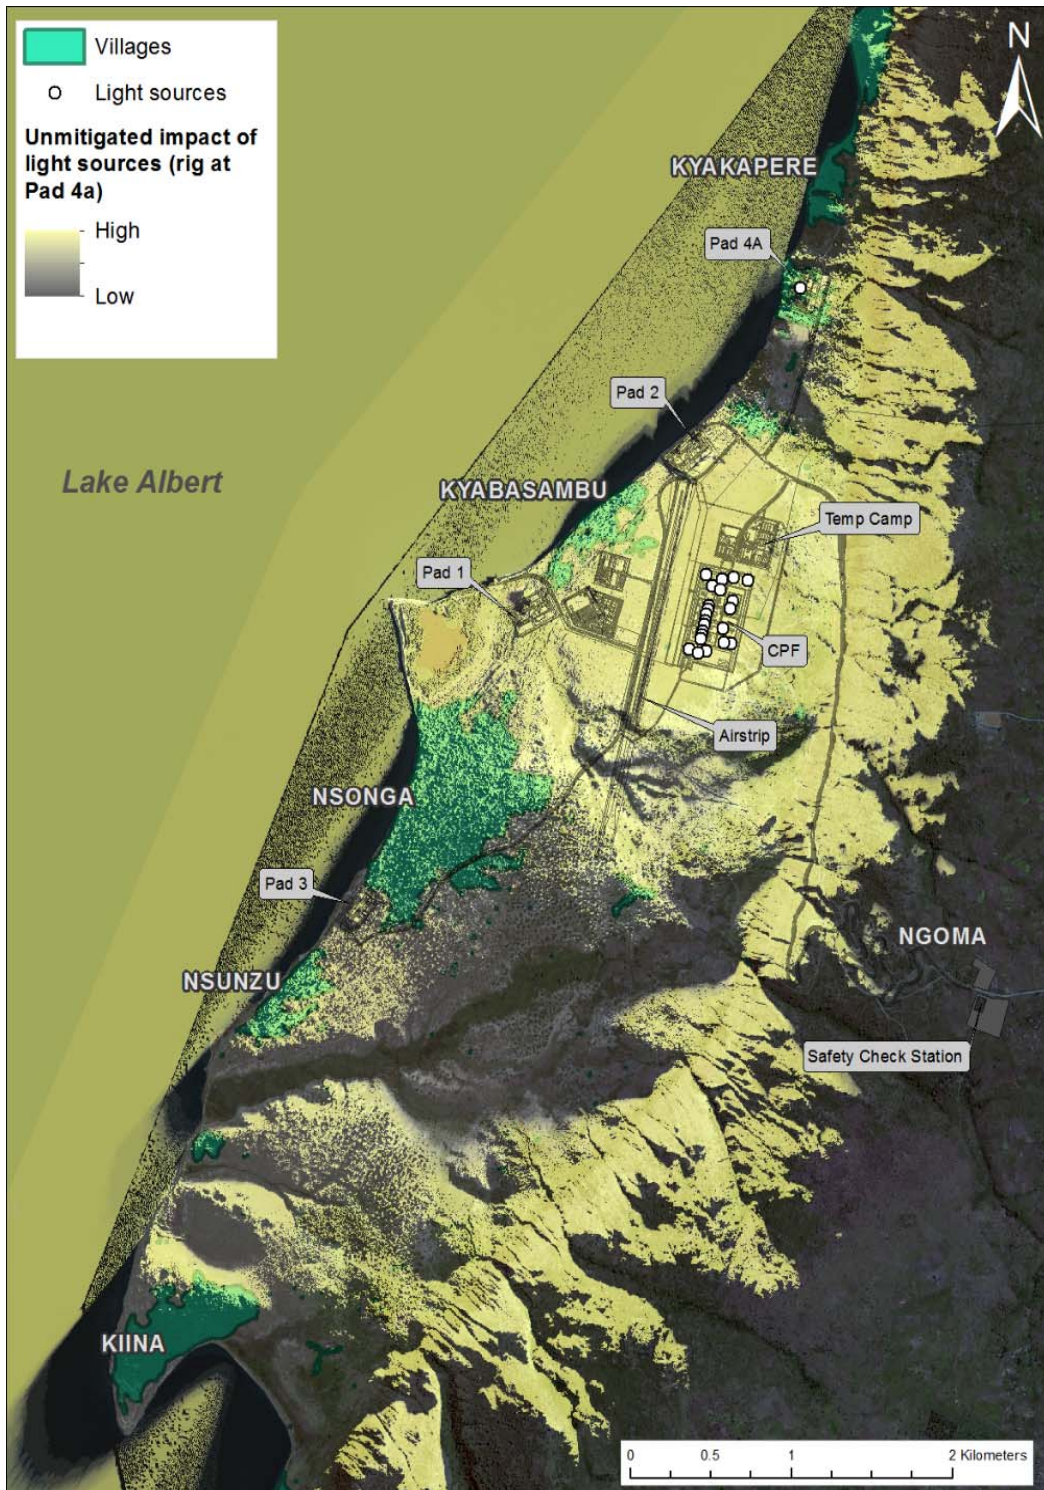 Villages
Light sources
Unmitigated impact of
light sources (rig at
Pad 4a)
High
Low
N
KYAKAPERE
Pad 4A
Pad 2
Lake Albert
KYABASAMBU
Temp Camp
Pad 1
CPF
Airstrip
NSONGA
Pad 3
NGOMA
NSUNZU
Safety Check Station
KIINA
0 0.5 1 2 Kilometers